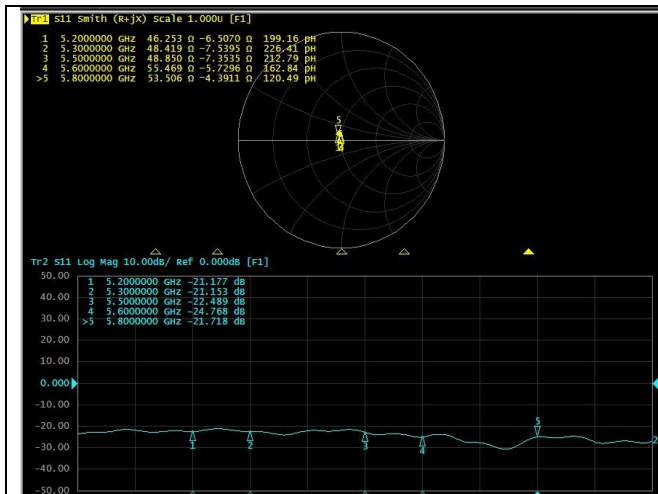 Tr1 S11 Smith (R+jX) Scale 1.000U [F1]
1 5.2000000 GHz 46.253 Ω -6.5070 Ω 199.16 pH
2 5.3000000 GHz 48.419 Ω -7.5395 Ω 226.41 pH
3 5.5000000 GHz 48.850 Ω -7.3535 Ω 212.79 pH
4 5.6000000 GHz 55.469 Ω -5.7296 Ω 162.84 pH
>5 5.8000000 GHz 53.506 Ω -4.3911 Ω 120.49 pH
5
Tr2 S11 Log Mag 10.00dB/ Ref 0.000dB [F1]
50.00
1 5.2000000 GHz -21.177 dB
40.00
2 5.3000000 GHz -21.153 dB
3 5.5000000 GHz -22.489 dB
30.00
4 5.6000000 GHz -24.768 dB
>5 5.8000000 GHz -21.718 dB
20.00
10.00
0.000
-10.00
-20.00
5
1
2
3
4
2
-30.00
-40.00
-50.00